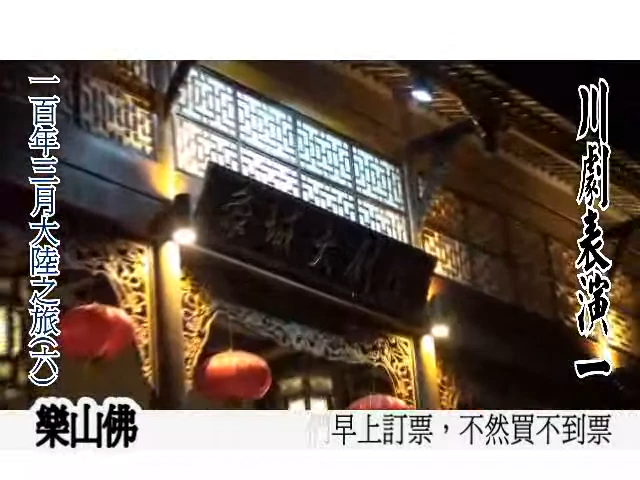 一百年三月大陸之旅(六)
川劇表演一
樂山佛
們早上訂票，不然買不到票